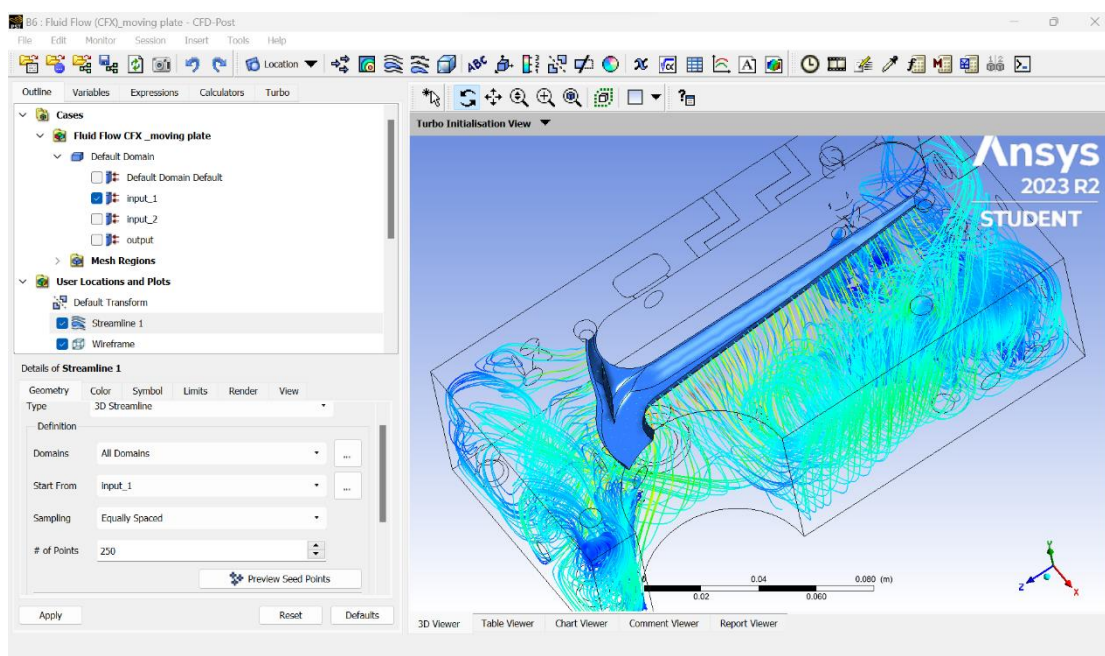 B6 : Fluid Flow (CFX)_moving plate - CFD-Post
File Edit Monitor Session Insert Tools Help
Location
Outline Variables Expressions Calculators Turbo
Cases
Fluid Flow CFX _moving plate
Default Domain
Default Domain Default
input_1
input_2
output
Mesh Regions
User Locations and Plots
Default Transform
Streamline 1
Wireframe
Details of Streamline 1
Geometry Color Symbol Limits Render View
Type 3D Streamline
Definition
Domains All Domains ...
Start From input_1 ...
Sampling Equally Spaced
# of Points 250
Preview Seed Points
Apply Reset Defaults
Turbo Initialisation View
Ansys
2023 R2
STUDENT
0 0.04 0.080 (m)
0.02 0.060
Y
Z X
3D Viewer Table Viewer Chart Viewer Comment Viewer Report Viewer